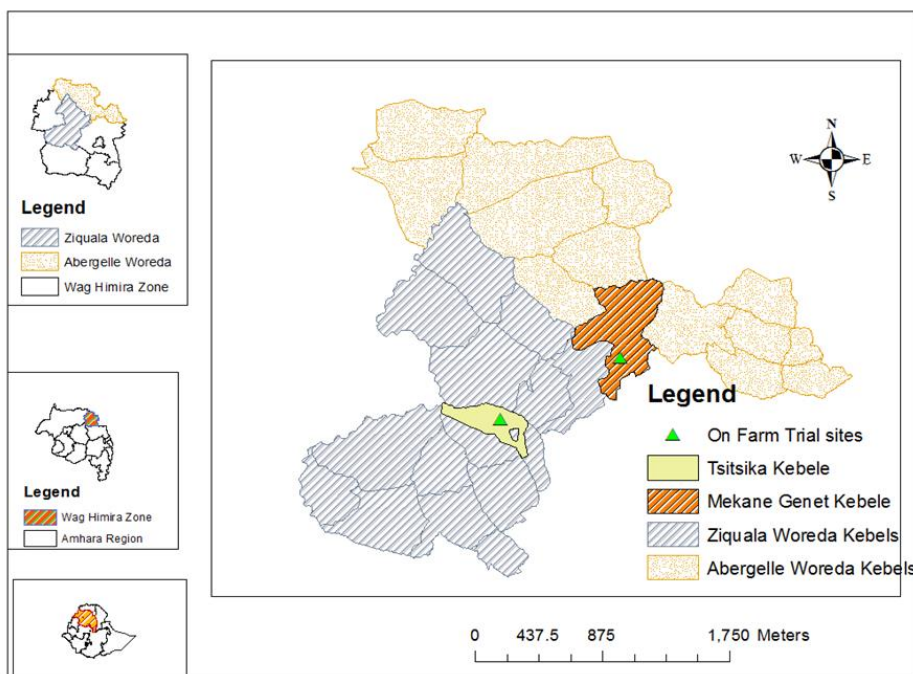 Legend
Ziquala Woreda
Abergelle Woreda
Wag Himira Zone
Legend
Wag Himira Zone
Amhara Region
N
W E
S
Legend
On Farm Trial sites
Tsitsika Kebele
Mekane Genet Kebele
Ziquala Woreda Kebels
Abergelle Woreda Kebels
0 437.5 875 1,750 Meters